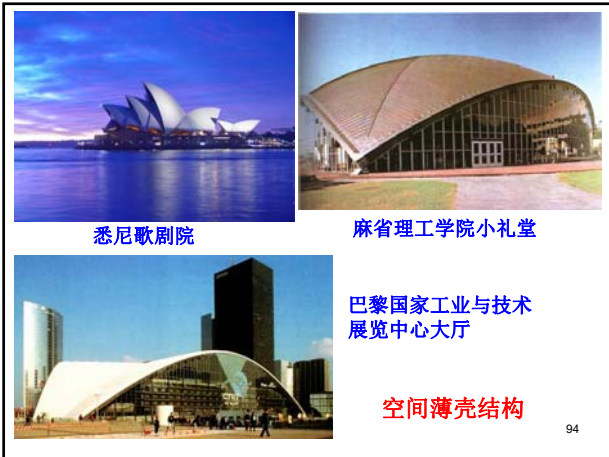 悉尼歌剧院
麻省理工学院小礼堂
巴黎国家工业与技术
展览中心大厅
空间薄壳结构
94